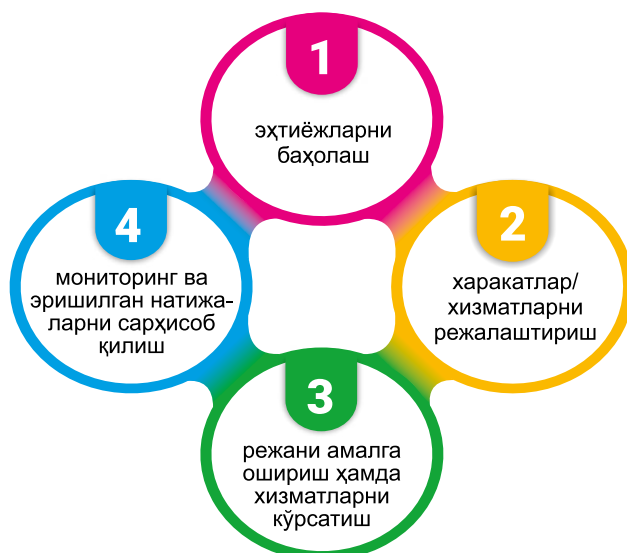 1
эҳтиёжларни
баҳолаш
2
харакатлар/
хизматларни
режалаштириш
3
режани амалга
ошириш ҳамда
хизматларни
кўрсатиш
4
мониторинг ва
эришилган натижа-
ларни сарҳисоб
қилиш